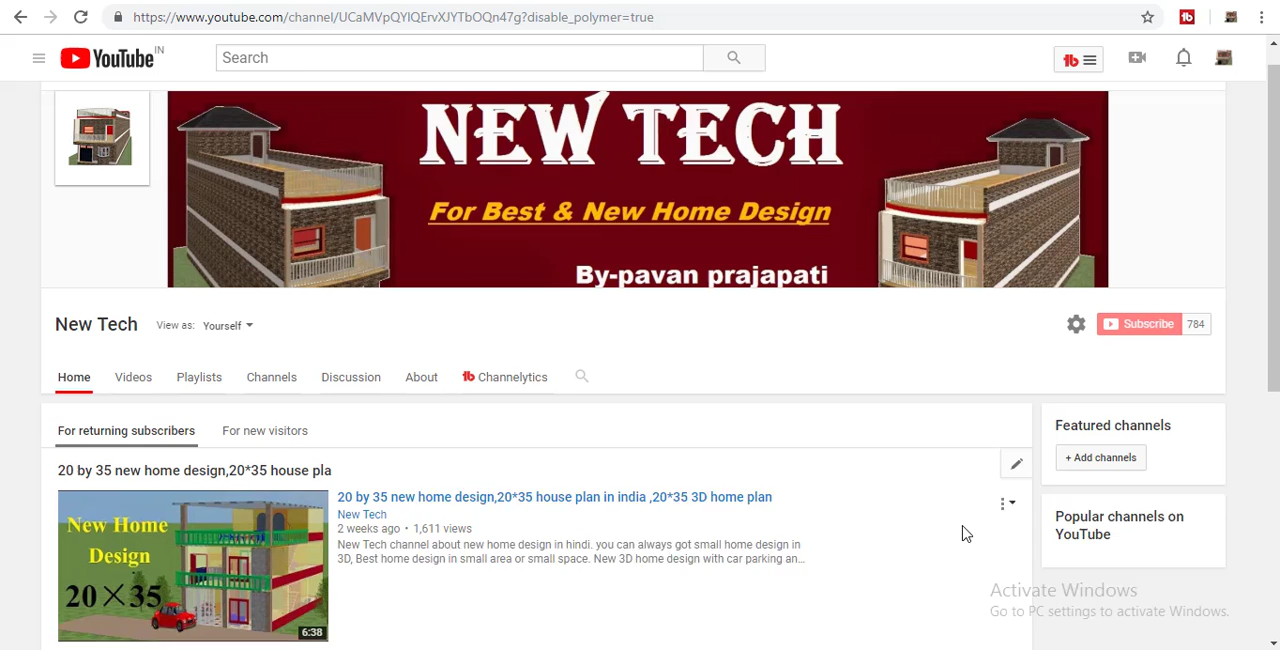 https://www.youtube.com/channel/UCaMVpQYlQErvXJYTbOQn47g?disable_polymer=true
YouTube IN
Search
NEW TECH
For Best & New Home Design
By-pavan prajapati
New Tech View as: Yourself
Subscribe 784
Home Videos Playlists Channels Discussion About Channelytics
For returning subscribers For new visitors
Featured channels
+ Add channels
20 by 35 new home design,20*35 house pla
20 by 35 new home design,20*35 house plan in india ,20*35 3D home plan
New Tech
2 weeks ago • 1,611 views
New Tech channel about new home design in hindi. you can always got small home design in
3D, Best home design in small area or small space. New 3D home design with car parking an...
New Home
Design
20×35
6:38
Popular channels on
YouTube
Activate Windows
Go to PC settings to activate Windows.